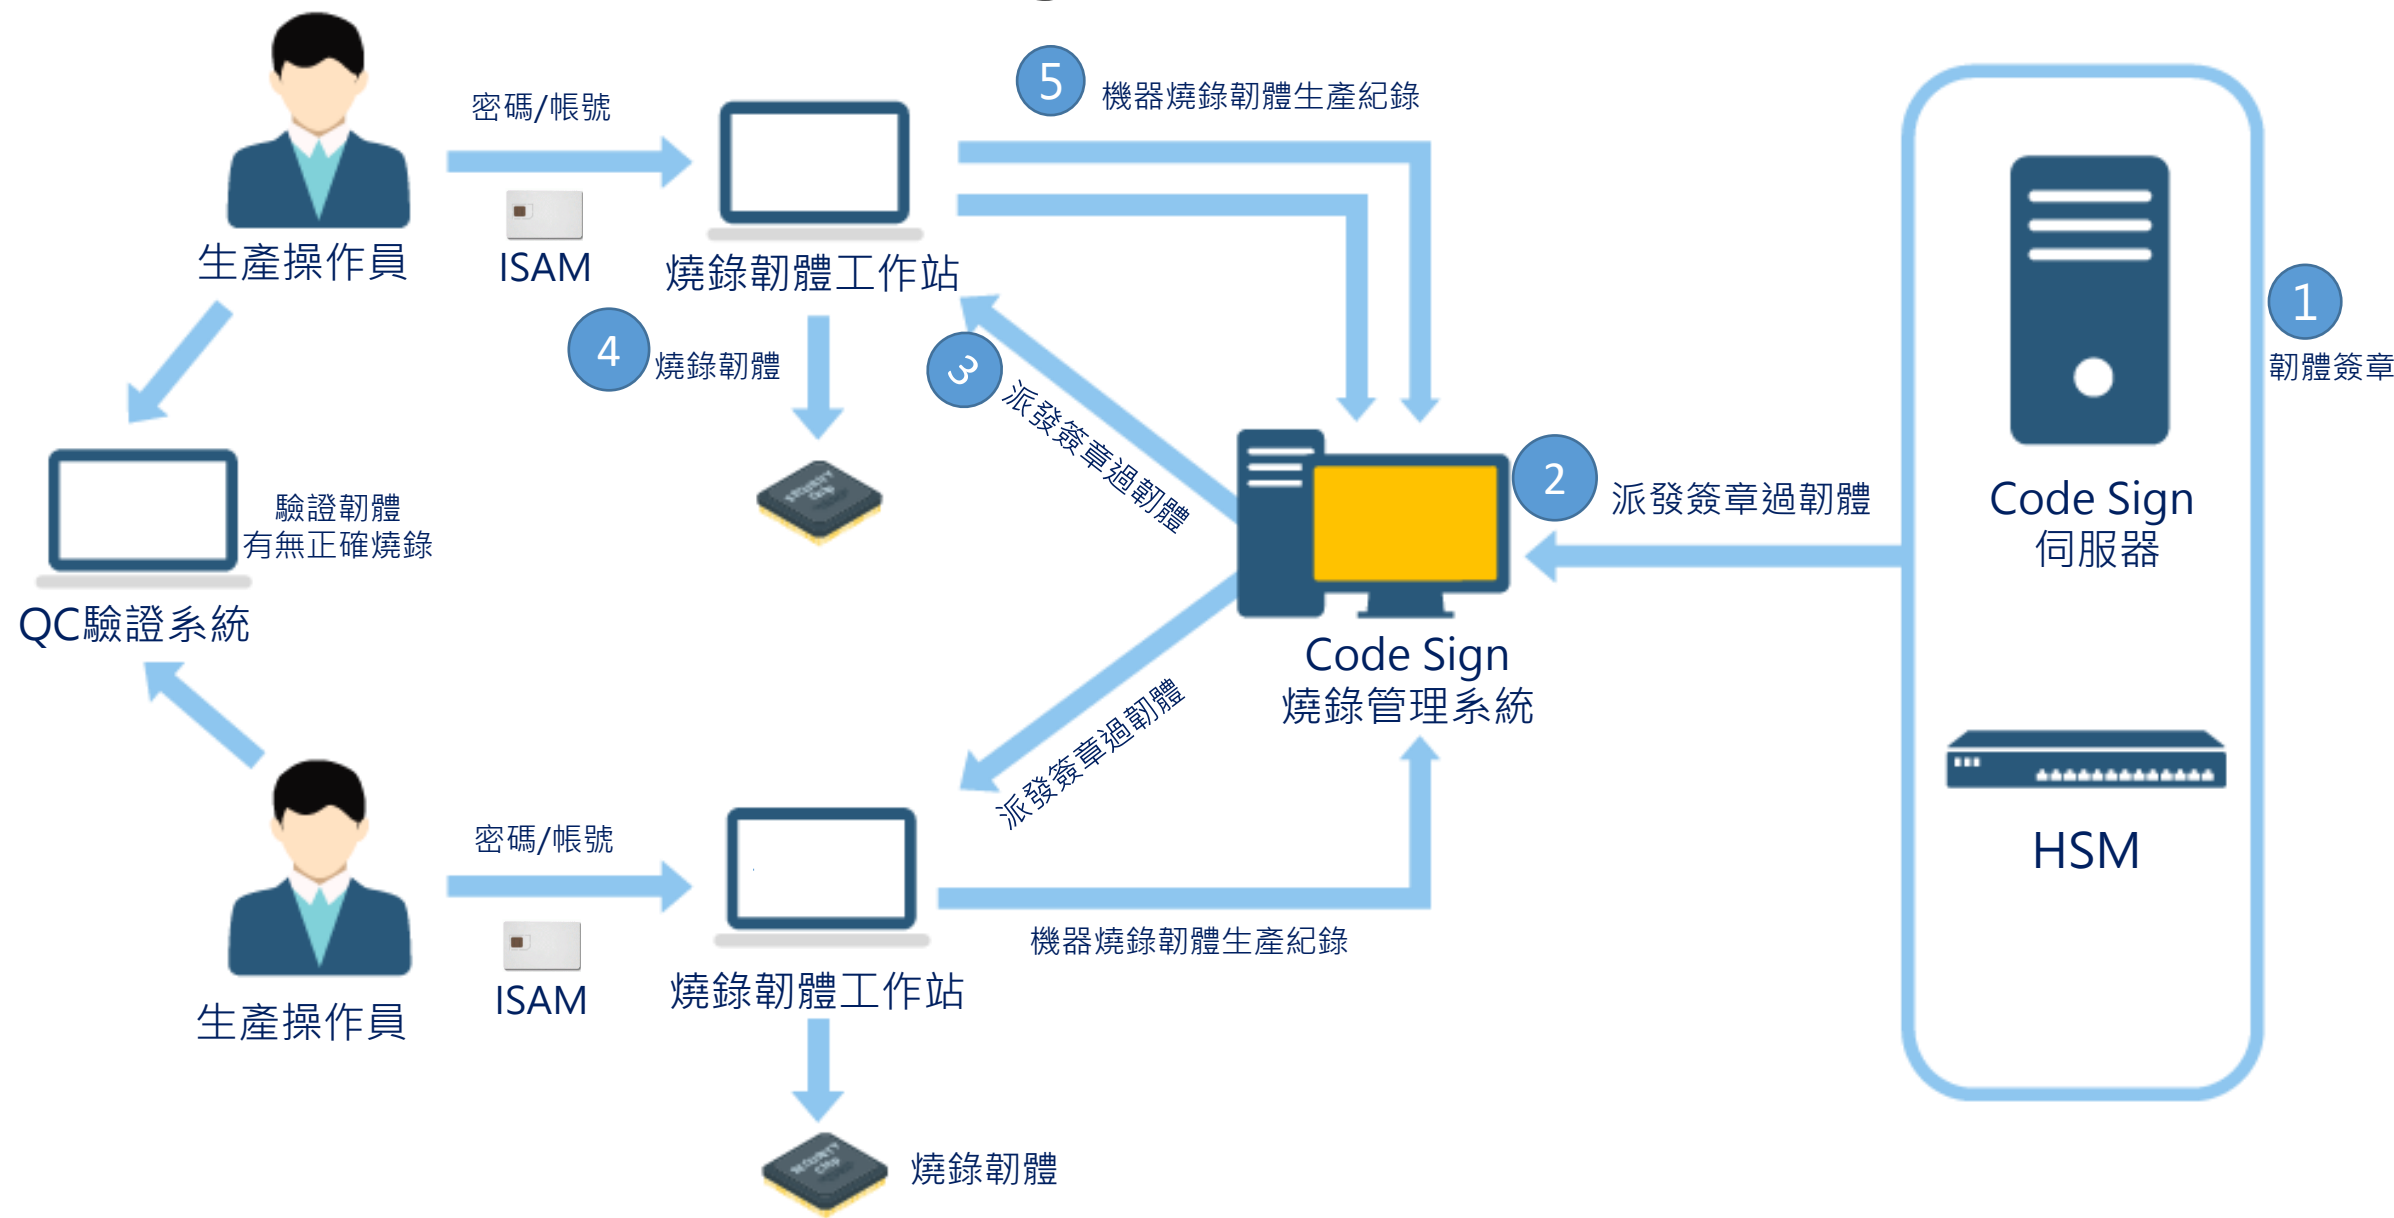 5
機器燒錄韌體生產紀錄
密碼/帳號
生產操作員
ISAM
燒錄韌體工作站
1
韌體簽章
4
燒錄韌體
3
派發簽章過韌體
2
派發簽章過韌體
Code Sign
伺服器
SECURITY
驗證韌體
有無正確燒錄
QC驗證系統
Code Sign
燒錄管理系統
派發簽章過韌體
密碼/帳號
HSM
機器燒錄韌體生產紀錄
ISAM
燒錄韌體工作站
生產操作員
SECURITY
chip
燒錄韌體